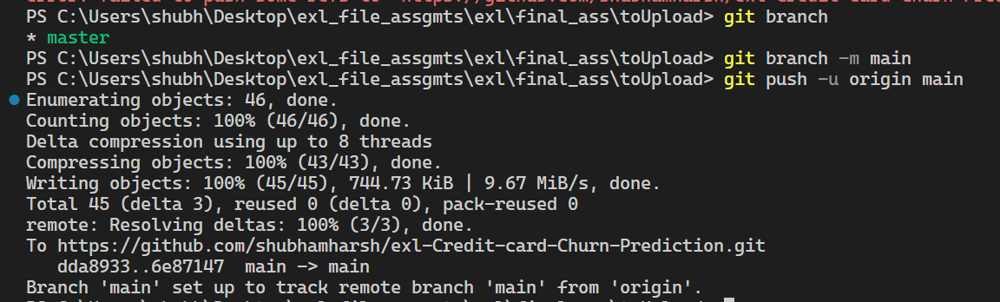 PS C:\Users\shubh\Desktop\exl_file_assgmts\exl\final_ass\toUpload> git branch
* master
PS C:\Users\shubh\Desktop\exl_file_assgmts\exl\final_ass\toUpload> git branch -m main
PS C:\Users\shubh\Desktop\exl_file_assgmts\exl\final_ass\toUpload> git push -u origin main
Enumerating objects: 46, done.
Counting objects: 100% (46/46), done.
Delta compression using up to 8 threads
Compressing objects: 100% (43/43), done.
Writing objects: 100% (45/45), 744.73 KiB | 9.67 MiB/s, done.
Total 45 (delta 3), reused 0 (delta 0), pack-reused 0
remote: Resolving deltas: 100% (3/3), done.
To https://github.com/shubhamharsh/exl-Credit-card-Churn-Prediction.git
   dda8933..6e87147  main -> main
Branch 'main' set up to track remote branch 'main' from 'origin'.